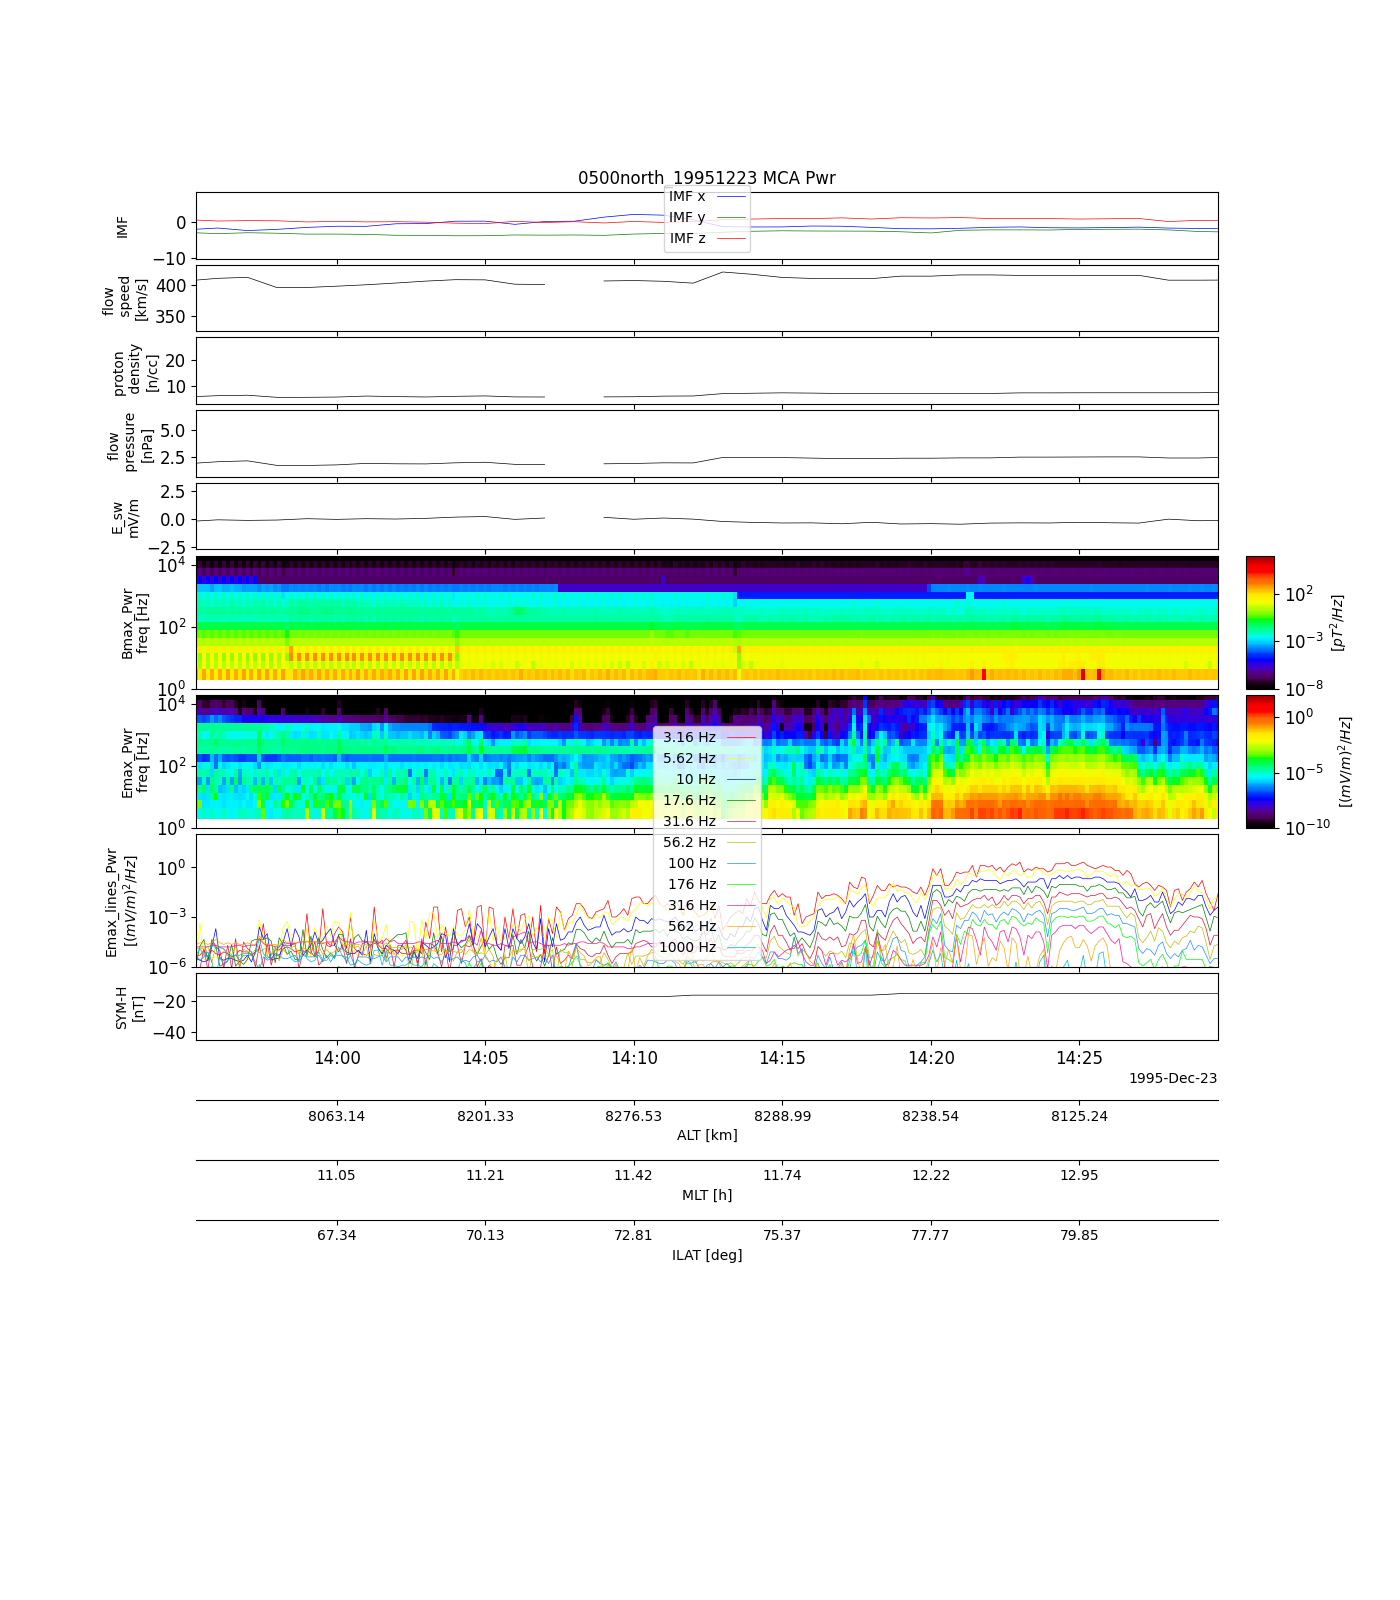 0500north_19951223 MCA Pwr
IMF x
IMF y
IMF z
0
−10
IMF
400
350
flow
speed
[km/s]
20
10
proton
density
[n/cc]
5.0
2.5
flow
pressure
[nPa]
2.5
0.0
−2.5
E_sw
mV/m
10^4
10^2
10^0
Bmax_Pwr
freq [Hz]
10^2
10^−3
10^−8
[pT^2/Hz]
10^4
10^2
10^0
Emax_Pwr
freq [Hz]
10^0
10^−5
10^−10
[(mV/m)^2/Hz]
3.16 Hz
5.62 Hz
10 Hz
17.6 Hz
31.6 Hz
56.2 Hz
100 Hz
176 Hz
316 Hz
562 Hz
1000 Hz
10^0
10^−3
10^−6
Emax_lines_Pwr
[(mV/m)^2/Hz]
−20
−40
SYM-H
[nT]
14:00 14:05 14:10 14:15 14:20 14:25
1995-Dec-23
8063.14 8201.33 8276.53 8288.99 8238.54 8125.24
ALT [km]
11.05 11.21 11.42 11.74 12.22 12.95
MLT [h]
67.34 70.13 72.81 75.37 77.77 79.85
ILAT [deg]